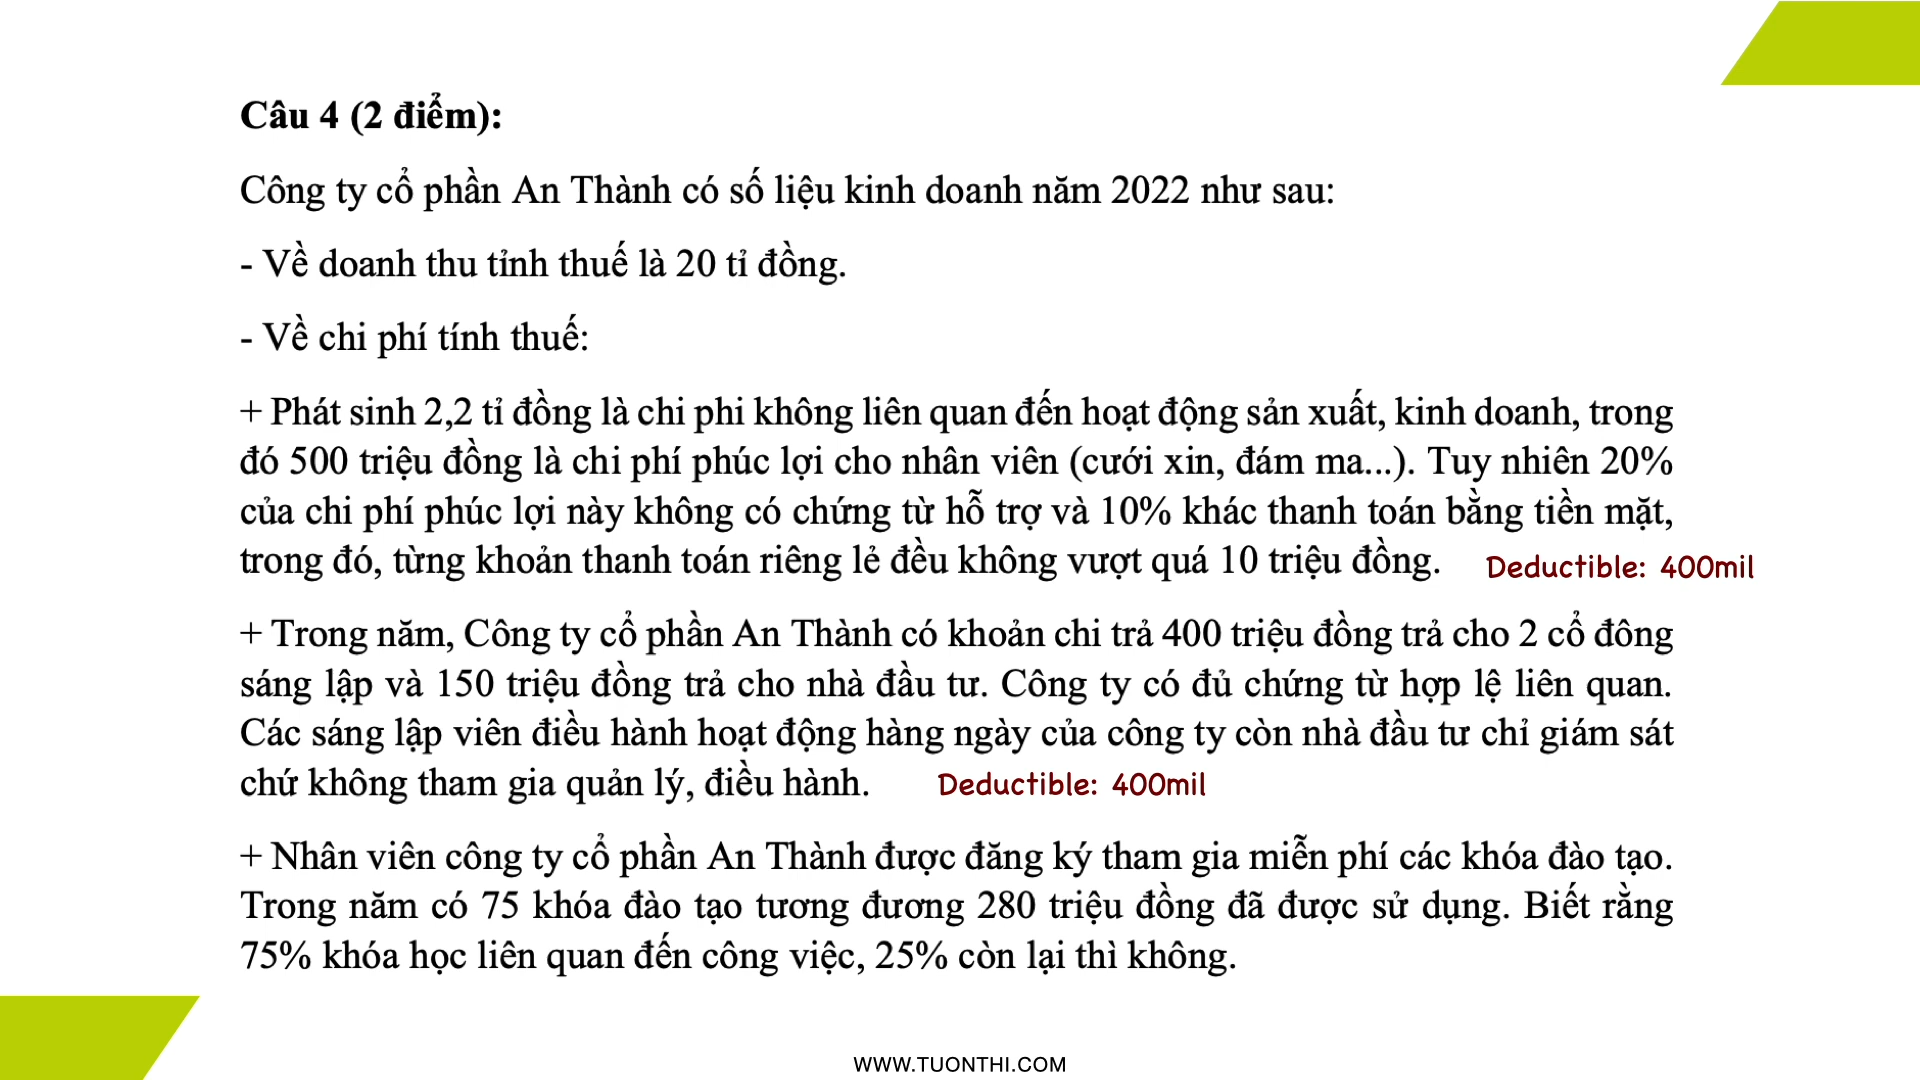 Câu 4 (2 điểm):
Công ty cổ phần An Thành có số liệu kinh doanh năm 2022 như sau:
- Về doanh thu tỉnh thuế là 20 tỉ đồng.
- Về chi phí tính thuế:
+ Phát sinh 2,2 tỉ đồng là chi phi không liên quan đến hoạt động sản xuất, kinh doanh, trong
đó 500 triệu đồng là chi phí phúc lợi cho nhân viên (cưới xin, đám ma...). Tuy nhiên 20%
của chi phí phúc lợi này không có chứng từ hỗ trợ và 10% khác thanh toán bằng tiền mặt,
trong đó, từng khoản thanh toán riêng lẻ đều không vượt quá 10 triệu đồng. Deductible: 400mil
+ Trong năm, Công ty cổ phần An Thành có khoản chi trả 400 triệu đồng trả cho 2 cổ đông
sáng lập và 150 triệu đồng trả cho nhà đầu tư. Công ty có đủ chứng từ hợp lệ liên quan.
Các sáng lập viên điều hành hoạt động hàng ngày của công ty còn nhà đầu tư chỉ giám sát
chứ không tham gia quản lý, điều hành. Deductible: 400mil
+ Nhân viên công ty cổ phần An Thành được đăng ký tham gia miễn phí các khóa đào tạo.
Trong năm có 75 khóa đào tạo tương đương 280 triệu đồng đã được sử dụng. Biết rằng
75% khóa học liên quan đến công việc, 25% còn lại thì không.
WWW.TUONTHI.COM